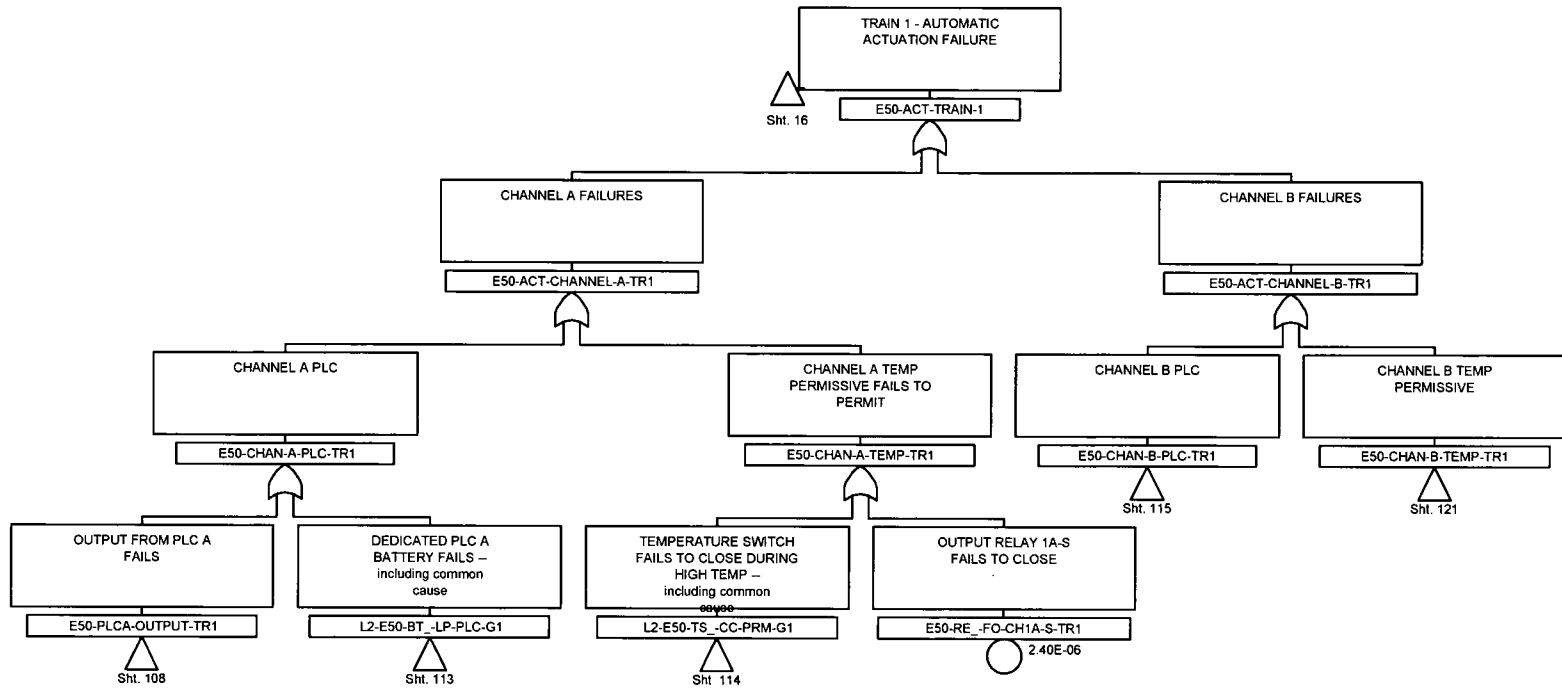 TRAIN 1 - AUTOMATIC
ACTUATION FAILURE
Sht. 16
E50-ACT-TRAIN-1
CHANNEL A FAILURES
E50-ACT-CHANNEL-A-TR1
CHANNEL B FAILURES
E50-ACT-CHANNEL-B-TR1
CHANNEL A PLC
E50-CHAN-A-PLC-TR1
CHANNEL A TEMP
PERMISSIVE FAILS TO
PERMIT
E50-CHAN-A-TEMP-TR1
CHANNEL B PLC
E50-CHAN-B-PLC-TR1
Sht. 115
CHANNEL B TEMP
PERMISSIVE
E50-CHAN-B-TEMP-TR1
Sht. 121
OUTPUT FROM PLC A
FAILS
E50-PLCA-OUTPUT-TR1
Sht. 108
DEDICATED PLC A
BATTERY FAILS –
including common
cause
L2-E50-BT_-LP-PLC-G1
Sht. 113
TEMPERATURE SWITCH
FAILS TO CLOSE DURING
HIGH TEMP –
including common
cause
L2-E50-TS_-CC-PRM-G1
Sht. 114
OUTPUT RELAY 1A-S
FAILS TO CLOSE
E50-RE_-FO-CH1A-S-TR1
2.40E-06